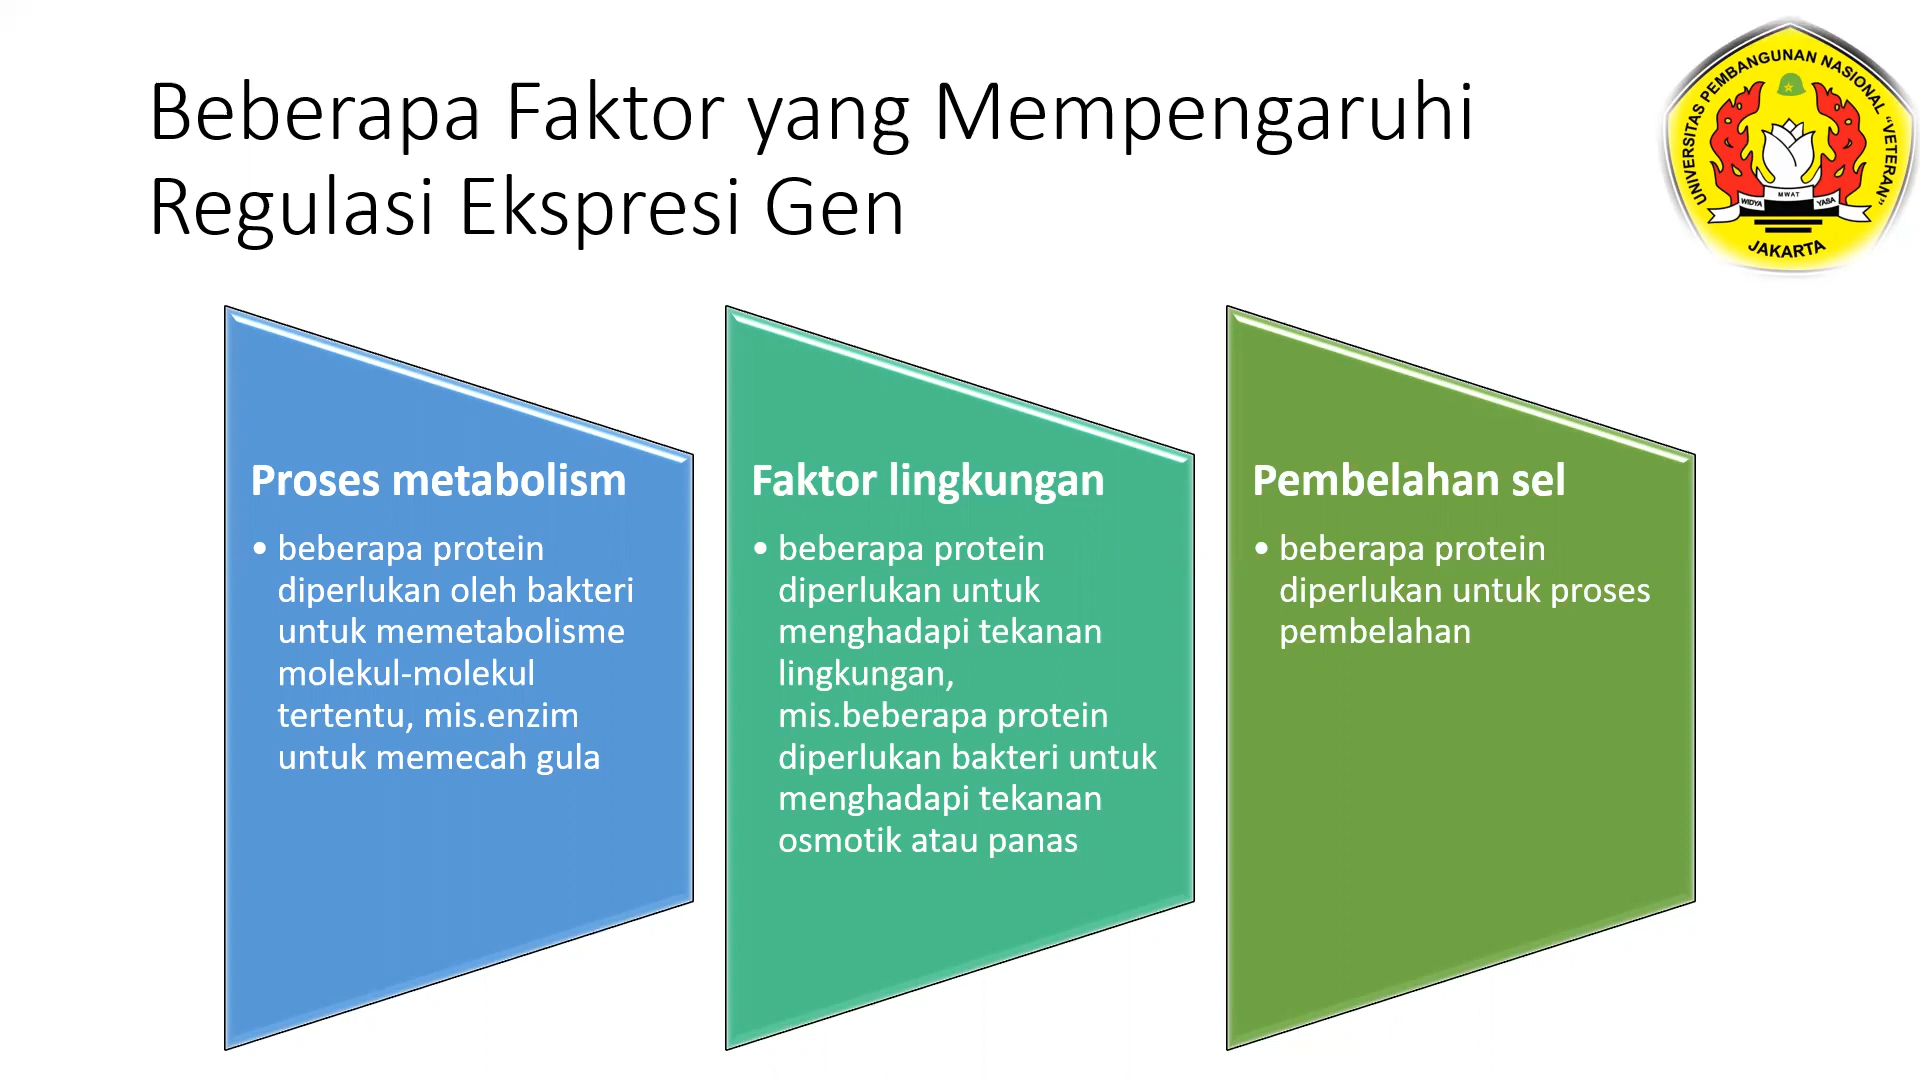 Beberapa Faktor yang Mempengaruhi
Regulasi Ekspresi Gen
UNIVERSITAS PEMBANGUNAN NASIONAL "VETERAN"
MWAT
WIDYA
YASA
JAKARTA
Proses metabolism
• beberapa protein
diperlukan oleh bakteri
untuk memetabolisme
molekul-molekul
tertentu, mis.enzim
untuk memecah gula
Faktor lingkungan
• beberapa protein
diperlukan untuk
menghadapi tekanan
lingkungan,
mis.beberapa protein
diperlukan bakteri untuk
menghadapi tekanan
osmotik atau panas
Pembelahan sel
• beberapa protein
diperlukan untuk proses
pembelahan